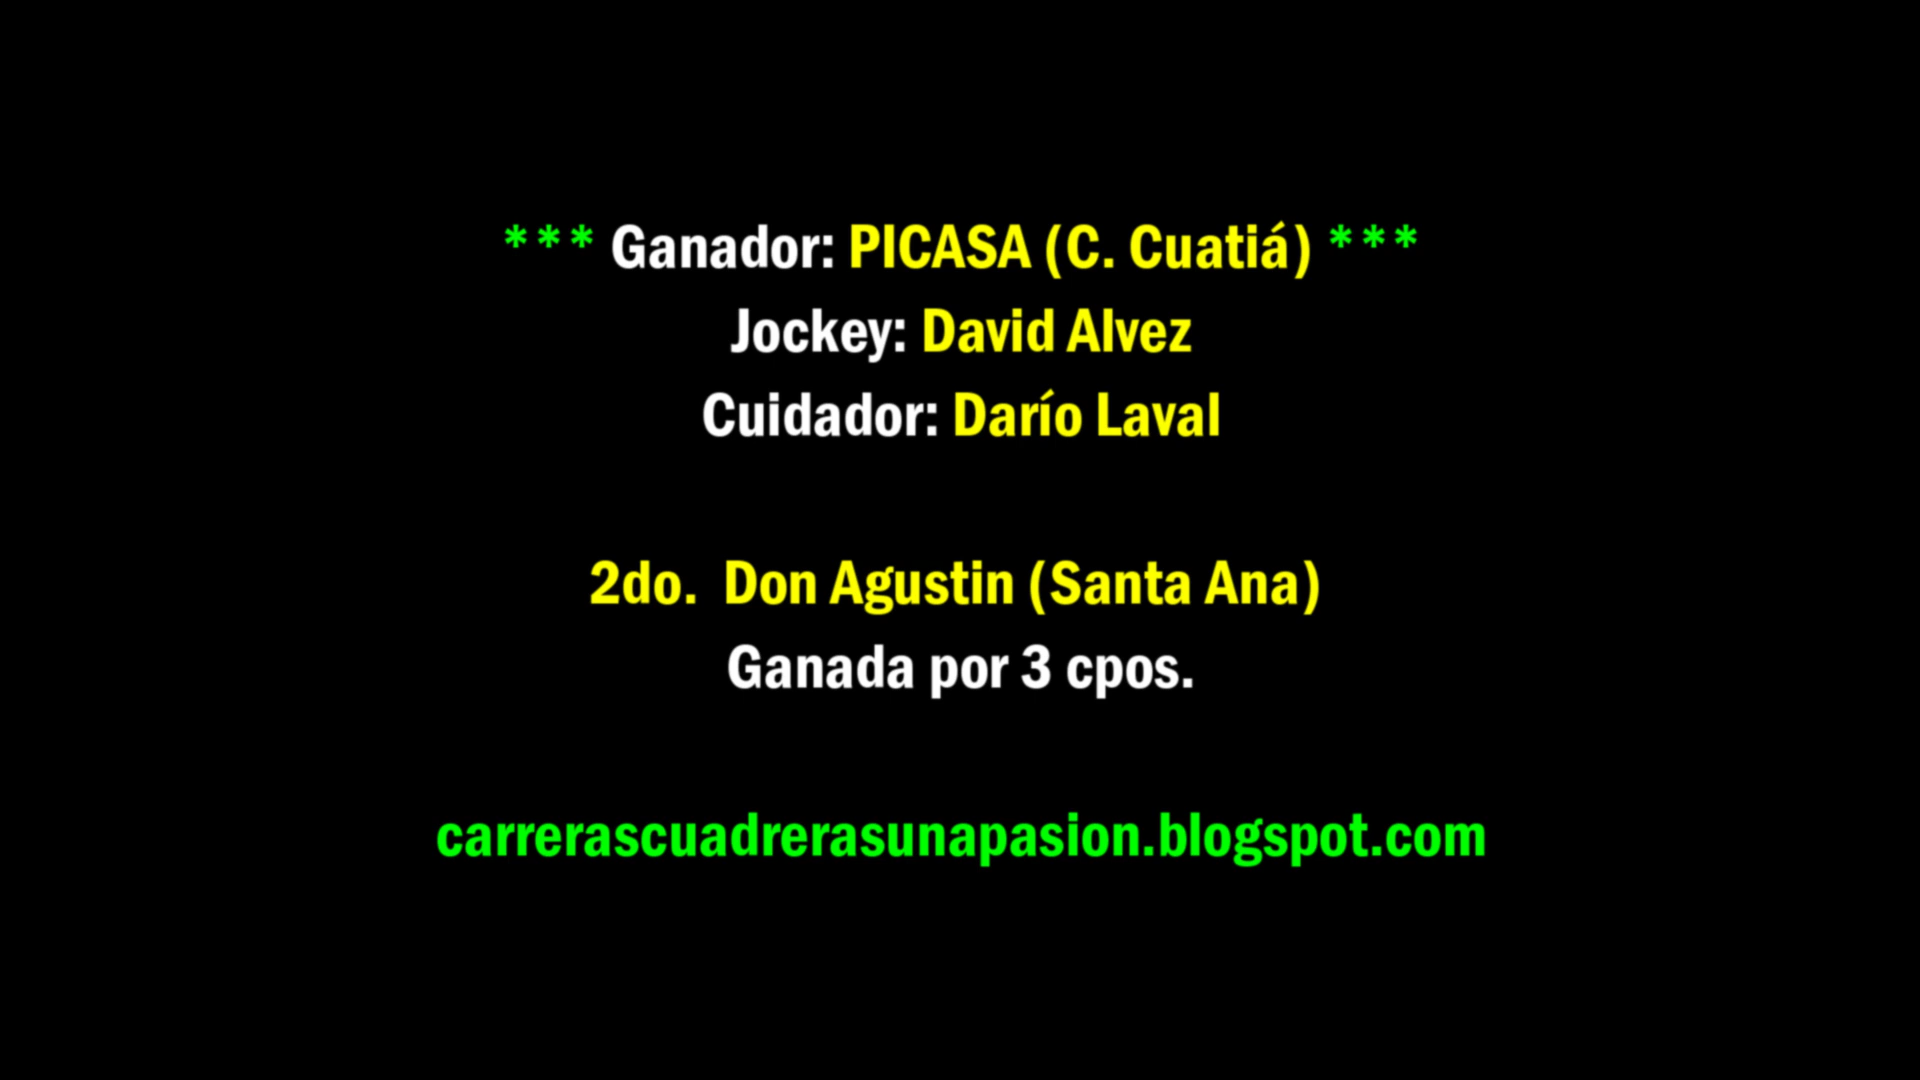 *** Ganador: PICASA (C. Cuatiá) ***
Jockey: David Alvez
Cuidador: Darío Laval
2do.  Don Agustin (Santa Ana)
Ganada por 3 cpos.
carrerascuadrerasunapasion.blogspot.com